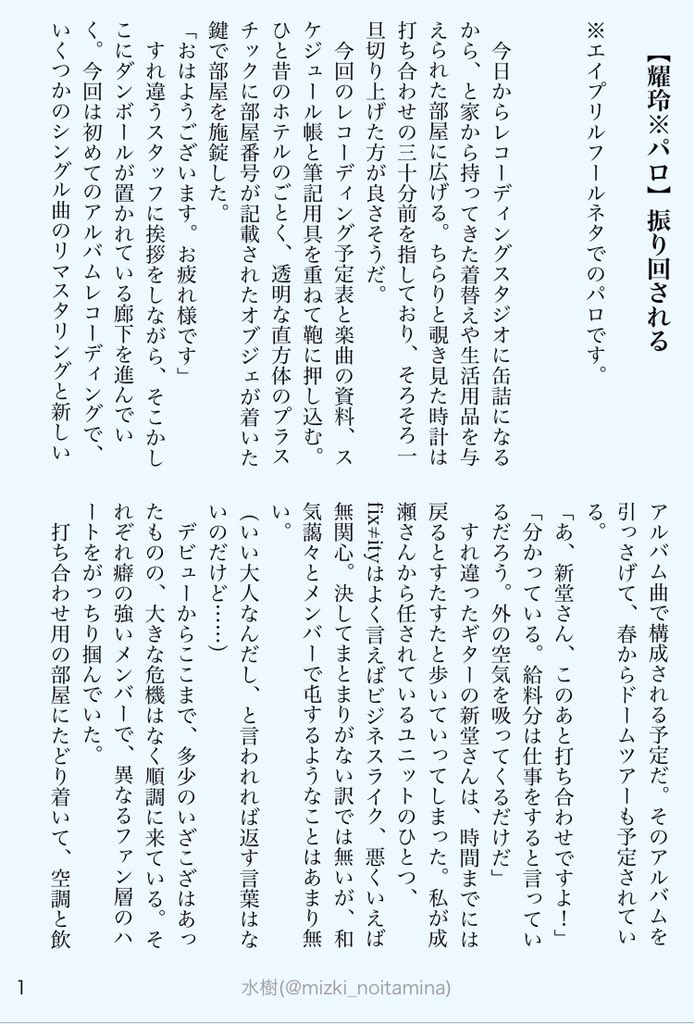 【耀玲※パロ】振り回される
※エイプリルフールネタでのパロです。
今日からレコーディングスタジオに缶詰になる
から、と家から持ってきた着替えや生活用品を与
えられた部屋に広げる。ちらりと覗き見た時計は
打ち合わせの三十分前を指しており、そろそろ一
旦切り上げた方が良さそうだ。
今回のレコーディング予定表と楽曲の資料、ス
ケジュール帳と筆記用具を重ねて鞄に押し込む。
ひと昔のホテルのごとく、透明な直方体のプラス
チックに部屋番号が記載されたオブジェが着いた
鍵で部屋を施錠した。
「おはようございます。お疲れ様です」
すれ違うスタッフに挨拶をしながら、そこかし
こにダンボールが置かれている廊下を進んでい
く。今回は初めてのアルバムレコーディングで、
いくつかのシングル曲のリマスタリングと新しい
アルバム曲で構成される予定だ。そのアルバムを
引っさげて、春からドームツアーも予定されてい
る。
「あ、新堂さん、このあと打ち合わせですよ！」
「分かっている。給料分は仕事をすると言ってい
るだろう。外の空気を吸ってくるだけだ」
すれ違ったギターの新堂さんは、時間までには
戻るとすたすたと歩いていってしまった。私が成
瀬さんから任されているユニットのひとつ、
fix≠ityはよく言えばビジネスライク、悪くいえば
無関心。決してまとまりがない訳では無いが、和
気藹々とメンバーで屯するようなことはあまり無
い。
(いい大人なんだし、と言われれば返す言葉はな
いのだけど……)
デビューからここまで、多少のいざこざはあっ
たものの、大きな危機はなく順調に来ている。そ
れぞれ癖の強いメンバーで、異なるファン層のハ
ートをがっちり掴んでいた。
打ち合わせ用の部屋にたどり着いて、空調と飲
1
水樹(@mizki_noitamina)